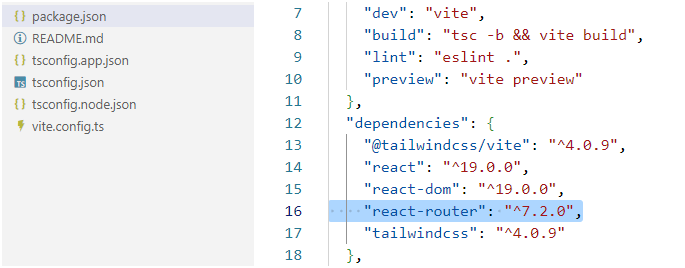 package.json
README.md
tsconfig.app.json
tsconfig.json
tsconfig.node.json
vite.config.ts
7 "dev": "vite",
8 "build": "tsc -b && vite build",
9 "lint": "eslint .",
10 "preview": "vite preview"
11 },
12 "dependencies": {
13 "@tailwindcss/vite": "^4.0.9",
14 "react": "^19.0.0",
15 "react-dom": "^19.0.0",
16 "react-router": "^7.2.0",
17 "tailwindcss": "^4.0.9"
18 },